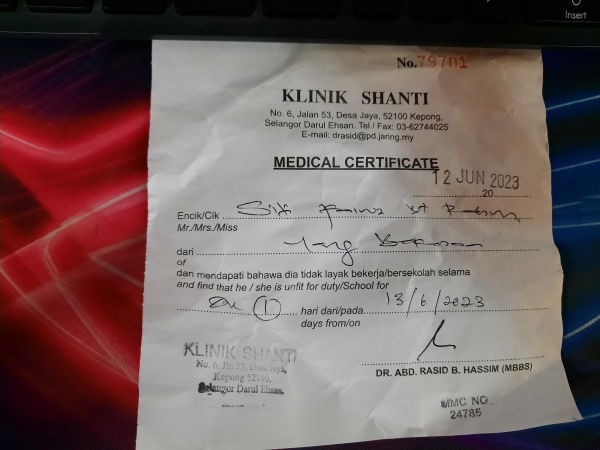 Insert
No. 78701
KLINIK SHANTI
No. 6, Jalan 53, Desa Jaya, 52100 Kepong,
Selangor Darul Ehsan. Tel / Fax: 03-62744025
E-mail: drasid@pd.jaring.my
MEDICAL CERTIFICATE
12 JUN 2023
20
Encik/Cik
Mr./Mrs./Miss
dari Yang
of
dan mendapati bahawa dia tidak layak bekerja/bersekolah selama
and find that he / she is unfit for duty/School for
(1) hari dari/pada 13/6/2023
days from/on
KLINIK SHANTI
No. 6, Jln 53, Desa Jaya,
Kepong 52100,
Selangor Darul Ehsan.
DR. ABD. RASID B. HASSIM (MBBS)
MMC NO.
24785